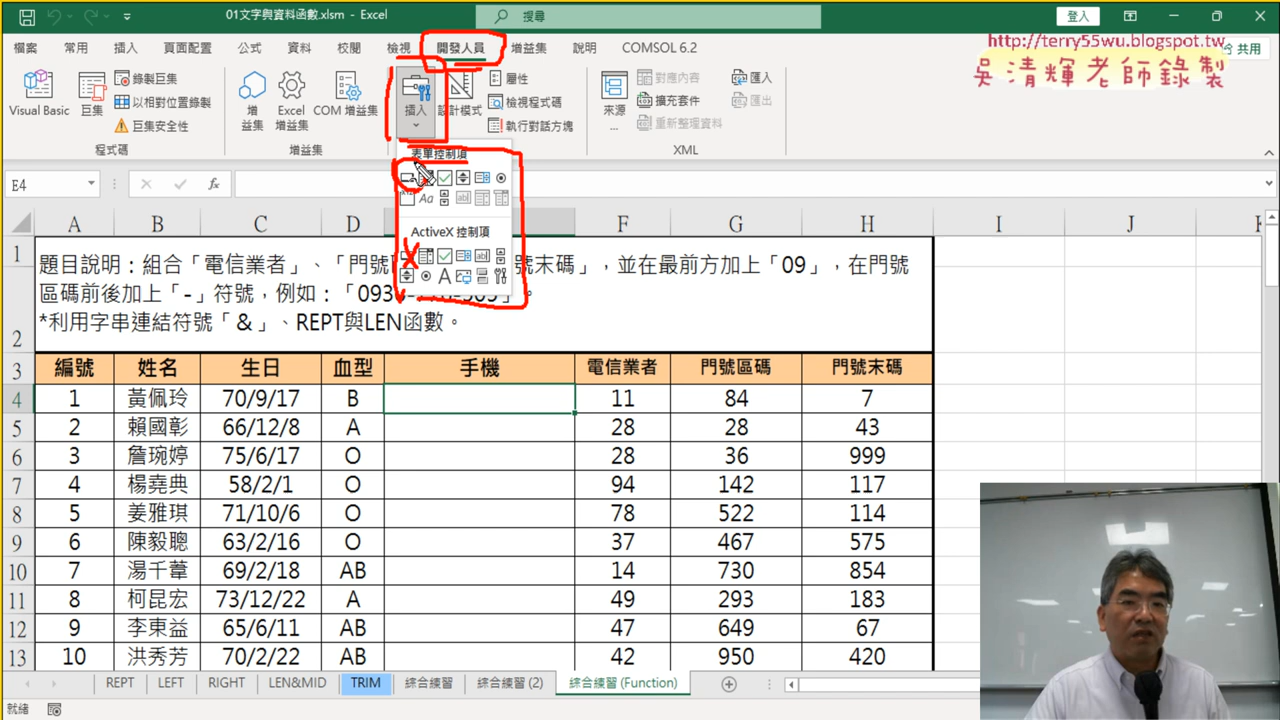 01文字與資料函數.xlsm - Excel
搜尋
登入
檔案 常用 插入 頁面配置 公式 資料 校閱 檢視 開發人員 增益集 說明 COMSOL 6.2
共用
http://terry55wu.blogspot.tw
吳清輝老師錄製
Visual Basic 巨集 錄製巨集 以相對位置錄製 巨集安全性
增益集 Excel 增益集 COM 增益集
插入 設計模式 屬性 檢視程式碼 執行對話方塊
來源... 對應內容 擴充套件 重新整理資料 匯入 匯出
程式碼 增益集 XML
表單控制項
Aa ab|
ActiveX 控制項
ab| A
E4 fx
A B C D F G H I J K
1
題目說明：組合「電信業者」、「門號 號末碼」，並在最前方加上「09」，在門號
區碼前後加上「-」符號，例如：
2 *利用字串連結符號「 & 」、REPT與LEN函數。
3 編號 姓名 生日 血型 手機 電信業者 門號區碼 門號末碼
4 1 黃佩玲 70/9/17 B 11 84 7
5 2 賴國彰 66/12/8 A 28 28 43
6 3 詹琬婷 75/6/17 O 28 36 999
7 4 楊堯典 58/2/1 O 94 142 117
8 5 姜雅琪 71/10/6 O 78 522 114
9 6 陳毅聰 63/2/16 O 37 467 575
10 7 湯千葦 69/2/18 AB 14 730 854
11 8 柯昆宏 73/12/22 A 49 293 183
12 9 李東益 65/6/11 AB 47 649 67
13 10 洪秀芳 70/2/22 AB 42 950 420
REPT LEFT RIGHT LEN&MID TRIM 綜合練習 綜合練習 (2) 綜合練習 (Function)
就緒